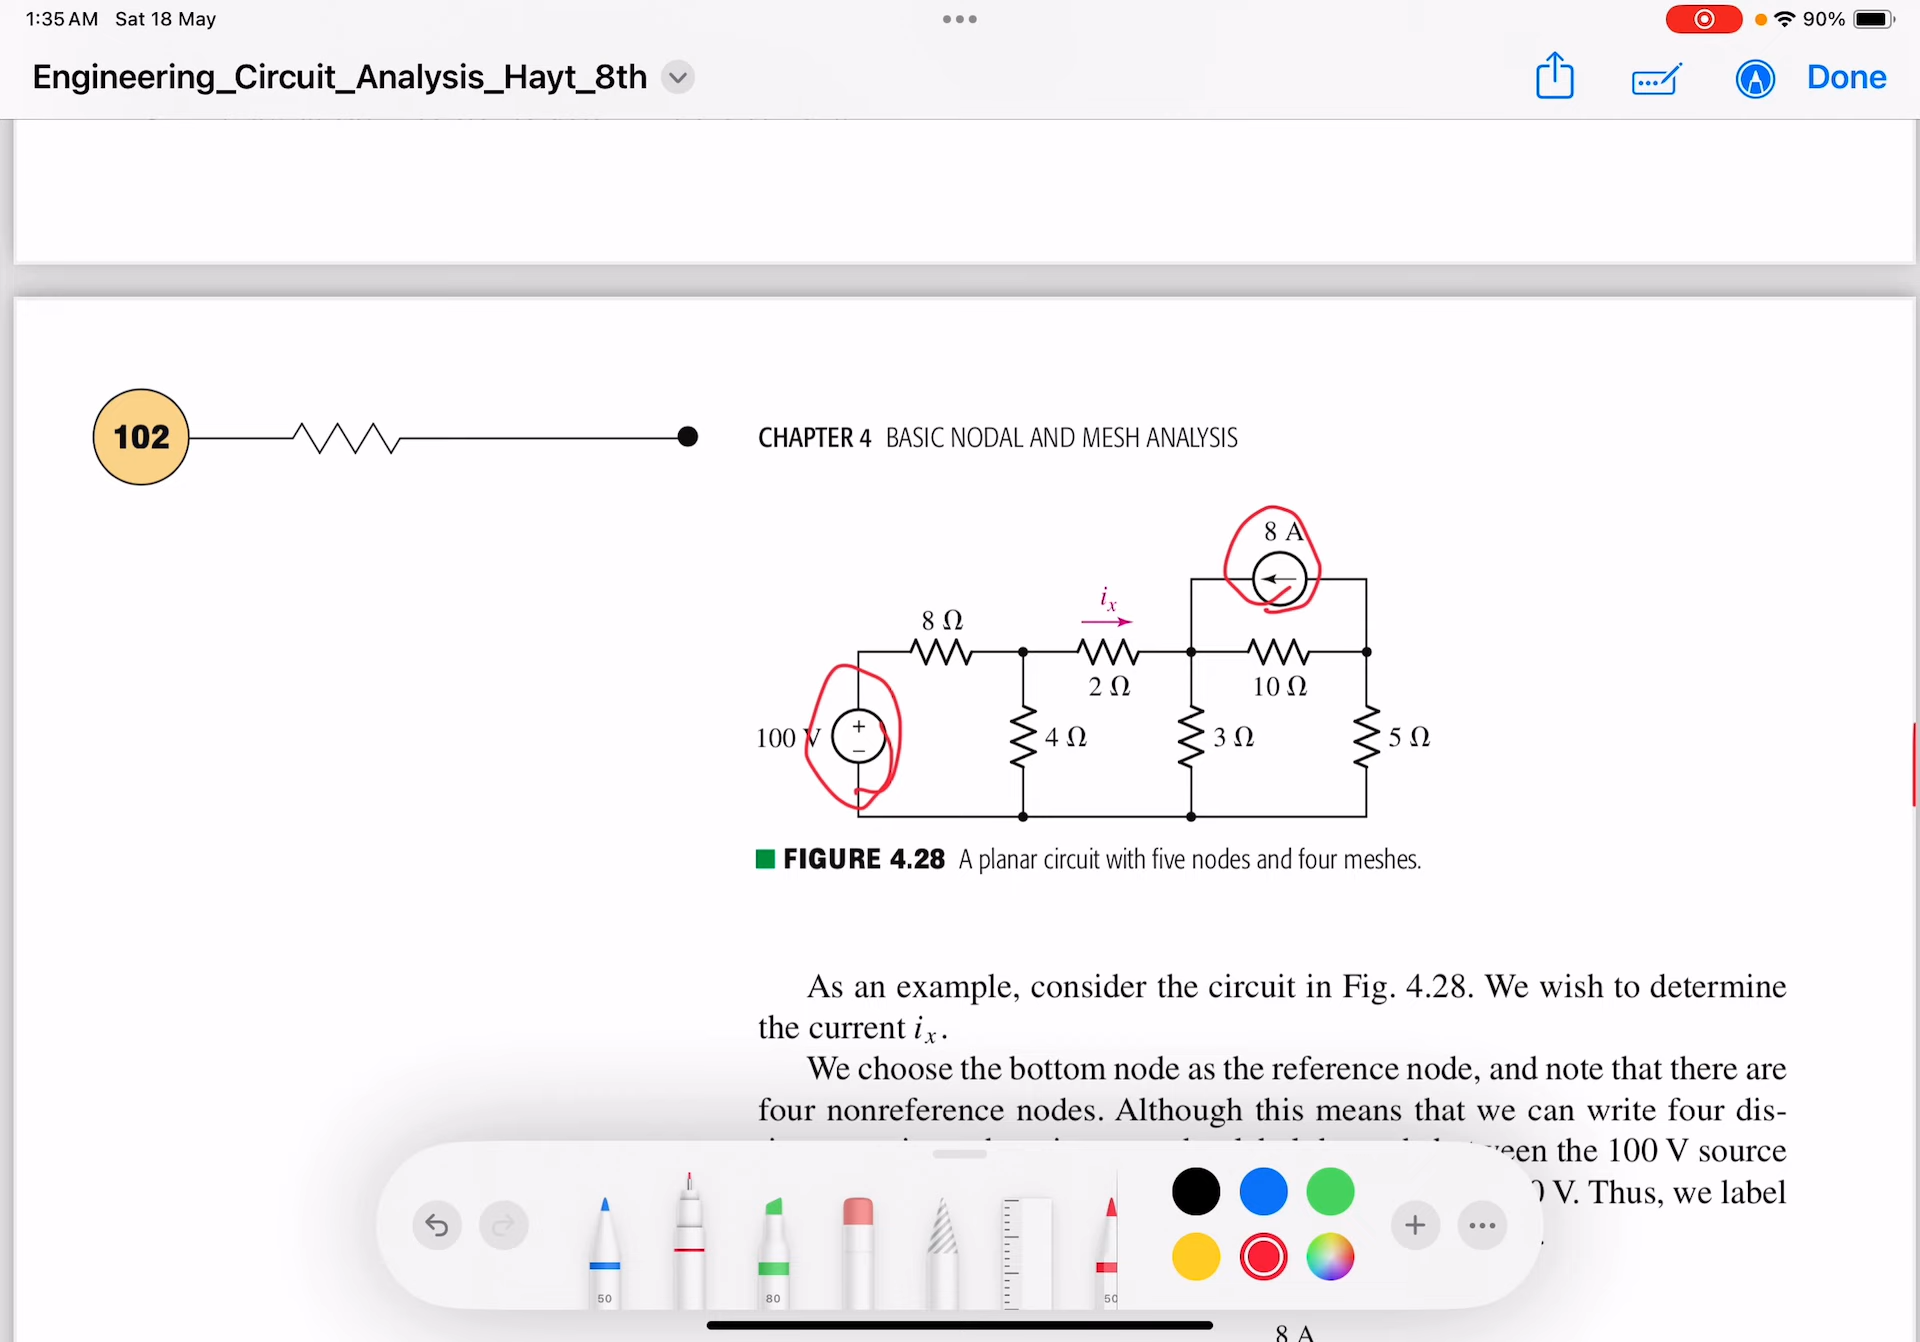 1:35 AM Sat 18 May
90%
Engineering_Circuit_Analysis_Hayt_8th
Done
102
CHAPTER 4 BASIC NODAL AND MESH ANALYSIS
8 A
ix
8 Ω
2 Ω
10 Ω
100 V
+
−
4 Ω
3 Ω
5 Ω
FIGURE 4.28 A planar circuit with five nodes and four meshes.
As an example, consider the circuit in Fig. 4.28. We wish to determine
the current ix.
We choose the bottom node as the reference node, and note that there are
four nonreference nodes. Although this means that we can write four dis-
the 100 V source
V. Thus, we label
50
80
50
8 A